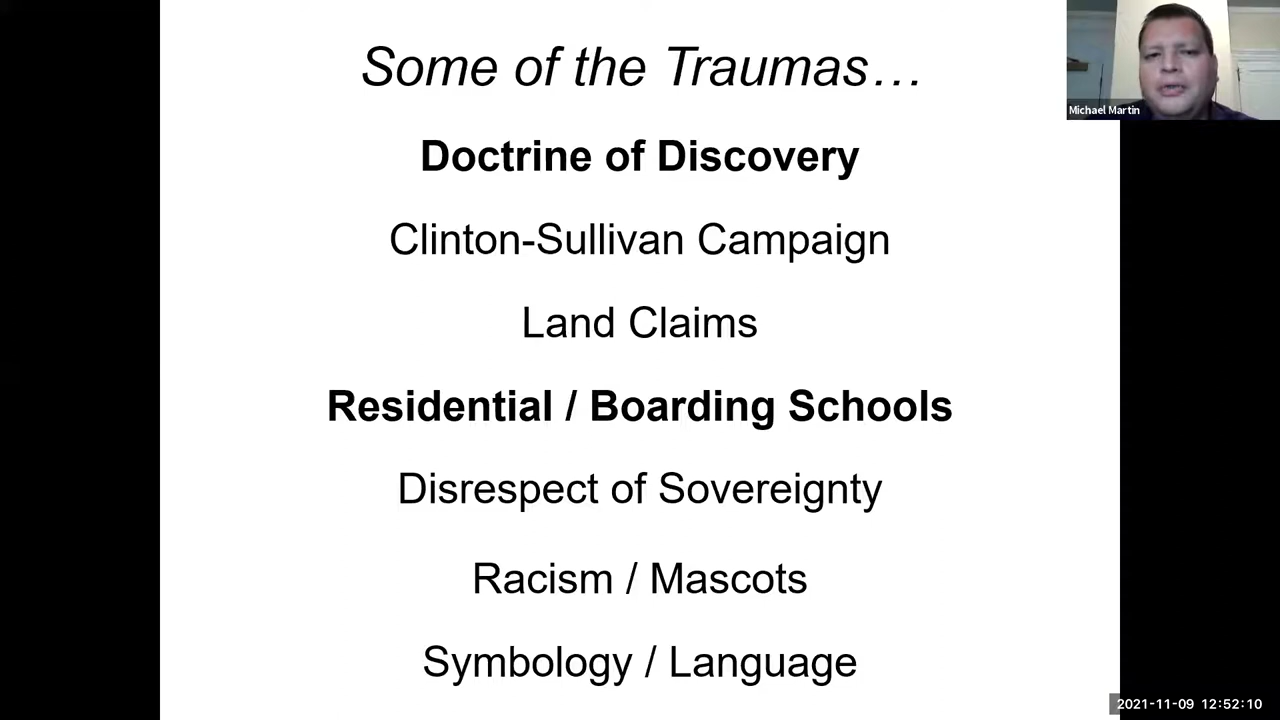 Some of the Traumas…
Michael Martin
Doctrine of Discovery
Clinton-Sullivan Campaign
Land Claims
Residential / Boarding Schools
Disrespect of Sovereignty
Racism / Mascots
Symbology / Language
2021-11-09 12:52:10